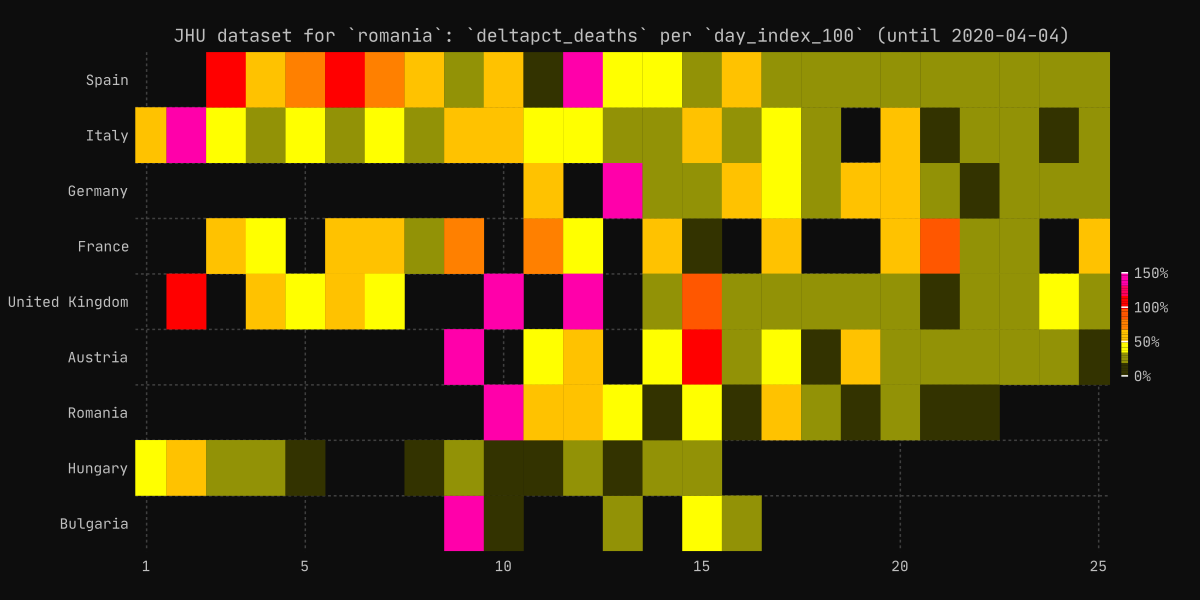 JHU dataset for `romania`: `deltapct_deaths` per `day_index_100` (until 2020-04-04)
Spain
Italy
Germany
France
United Kingdom
Austria
Romania
Hungary
Bulgaria
150%
100%
50%
0%
1 5 10 15 20 25